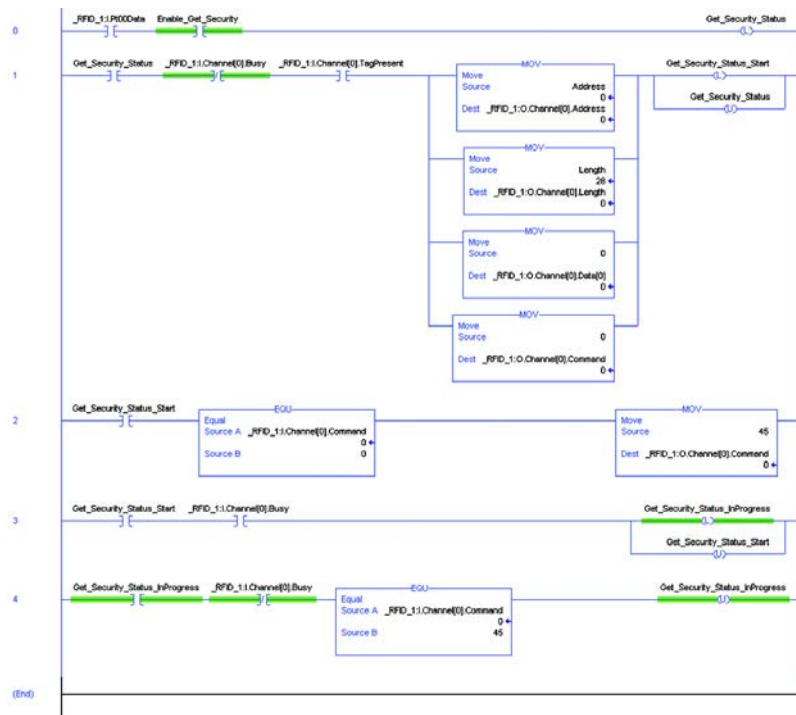 _RFID_1:I.Pt00Data Enable_Get_Security Get_Security_Status
0
Get_Security_Status _RFID_1:I.Channel[0].Busy _RFID_1:I.Channel[0].TagPresent MOV Get_Security_Status_Start
1
Move
Source Address
0
Dest _RFID_1:O.Channel[0].Address
0
Get_Security_Status
MOV
Move
Source Length
28
Dest _RFID_1:O.Channel[0].Length
0
MOV
Move
Source 0
Dest _RFID_1:O.Channel[0].Data[0]
0
MOV
Move
Source 0
Dest _RFID_1:O.Channel[0].Command
0
Get_Security_Status_Start EQU MOV
2
Equal
Source A _RFID_1:I.Channel[0].Command
0
Source B 0
Move
Source 45
Dest _RFID_1:O.Channel[0].Command
0
Get_Security_Status_Start _RFID_1:I.Channel[0].Busy Get_Security_Status_InProgress
3
Get_Security_Status_Start
Get_Security_Status_InProgress _RFID_1:I.Channel[0].Busy EQU Get_Security_Status_InProgress
4
Equal
Source A _RFID_1:I.Channel[0].Command
0
Source B 45
(End)